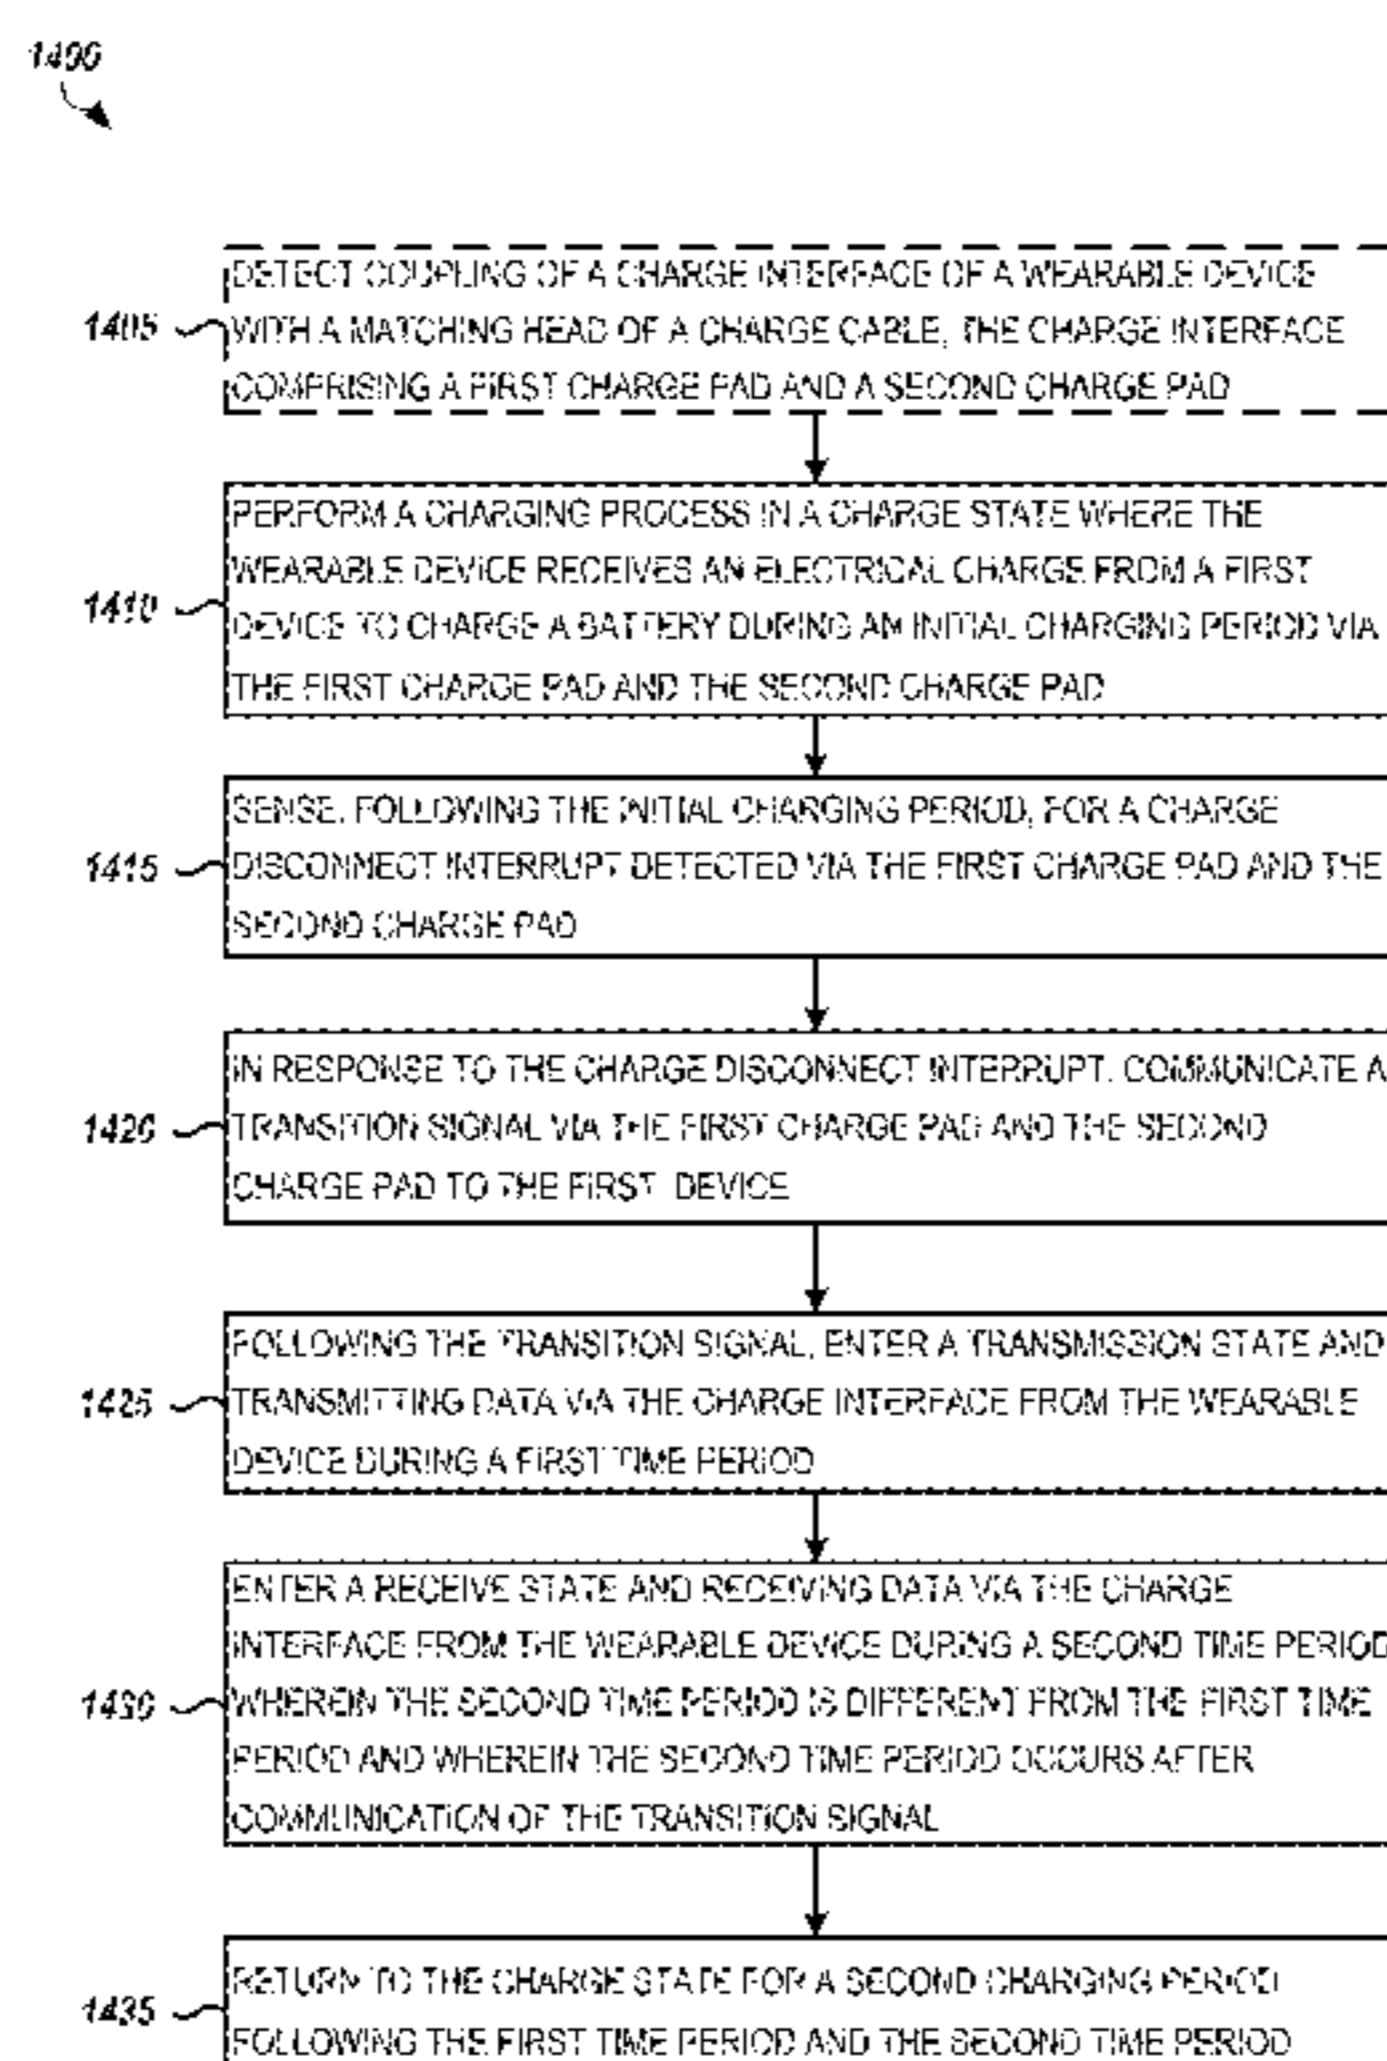 1400
1405
DETECT COUPLING OF A CHARGE INTERFACE OF A WEARABLE DEVICE
WITH A MATCHING HEAD OF A CHARGE CABLE, THE CHARGE INTERFACE
COMPRISING A FIRST CHARGE PAD AND A SECOND CHARGE PAD
1410
PERFORM A CHARGING PROCESS IN A CHARGE STATE WHERE THE
WEARABLE DEVICE RECEIVES AN ELECTRICAL CHARGE FROM A FIRST
DEVICE TO CHARGE A BATTERY DURING AN INITIAL CHARGING PERIOD VIA
THE FIRST CHARGE PAD AND THE SECOND CHARGE PAD
1415
SENSE, FOLLOWING THE INITIAL CHARGING PERIOD, FOR A CHARGE
DISCONNECT INTERRUPT DETECTED VIA THE FIRST CHARGE PAD AND THE
SECOND CHARGE PAD
1420
IN RESPONSE TO THE CHARGE DISCONNECT INTERRUPT, COMMUNICATE A
TRANSITION SIGNAL VIA THE FIRST CHARGE PAD AND THE SECOND
CHARGE PAD TO THE FIRST DEVICE
1425
FOLLOWING THE TRANSITION SIGNAL, ENTER A TRANSMISSION STATE AND
TRANSMITTING DATA VIA THE CHARGE INTERFACE FROM THE WEARABLE
DEVICE DURING A FIRST TIME PERIOD
1430
ENTER A RECEIVE STATE AND RECEIVING DATA VIA THE CHARGE
INTERFACE FROM THE WEARABLE DEVICE DURING A SECOND TIME PERIOD
WHEREIN THE SECOND TIME PERIOD IS DIFFERENT FROM THE FIRST TIME
PERIOD AND WHEREIN THE SECOND TIME PERIOD OCCURS AFTER
COMMUNICATION OF THE TRANSITION SIGNAL
1435
RETURN TO THE CHARGE STATE FOR A SECOND CHARGING PERIOD
FOLLOWING THE FIRST TIME PERIOD AND THE SECOND TIME PERIOD